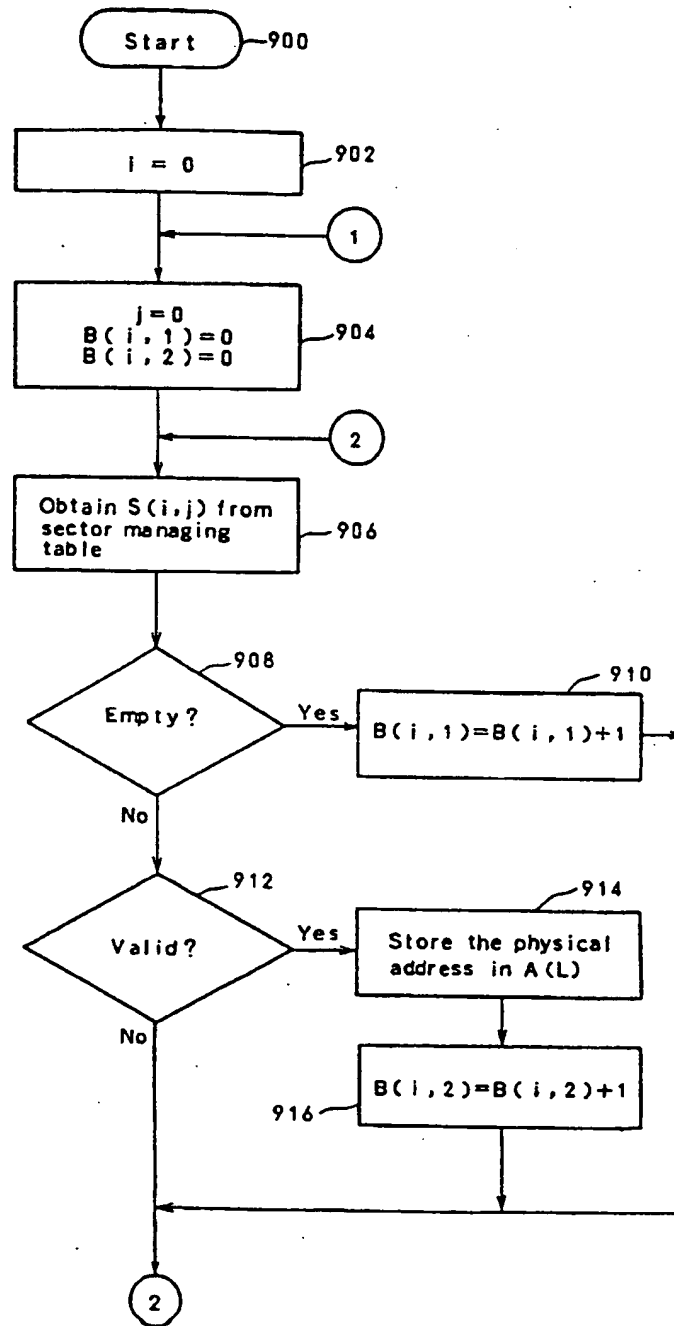 Start
900
i = 0
902
1
j=0
B(i,1)=0
B(i,2)=0
904
2
Obtain S(i,j) from
sector managing
table
906
908
Empty?
Yes
910
B(i,1)=B(i,1)+1
No
912
Valid?
Yes
914
Store the physical
address in A(L)
No
B(i,2)=B(i,2)+1
916
2